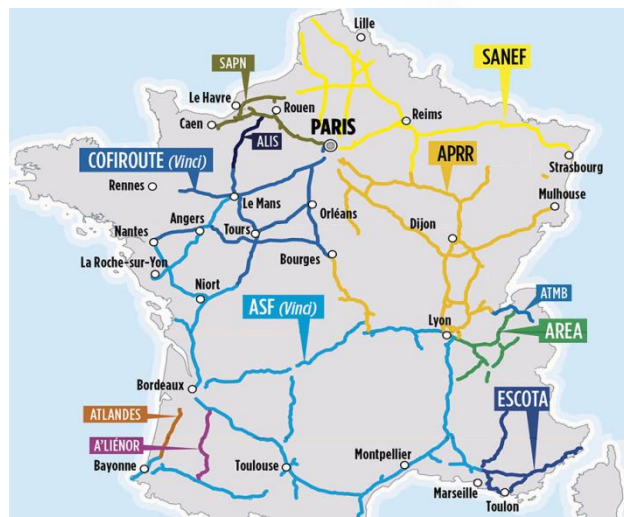 Lille
SAPN
SANEF
Le Havre
Rouen
Reims
Caen
PARIS
ALIS
APRR
Strasbourg
COFIROUTE (Vinci)
Rennes
Le Mans
Mulhouse
Angers
Orléans
Nantes
Tours
Dijon
La Roche-sur-Yon
Bourges
Niort
ATMB
ASF (Vinci)
Lyon
AREA
Bordeaux
ESCOTA
ATLANDES
A'LIÉNOR
Bayonne
Toulouse
Montpellier
Marseille
Toulon